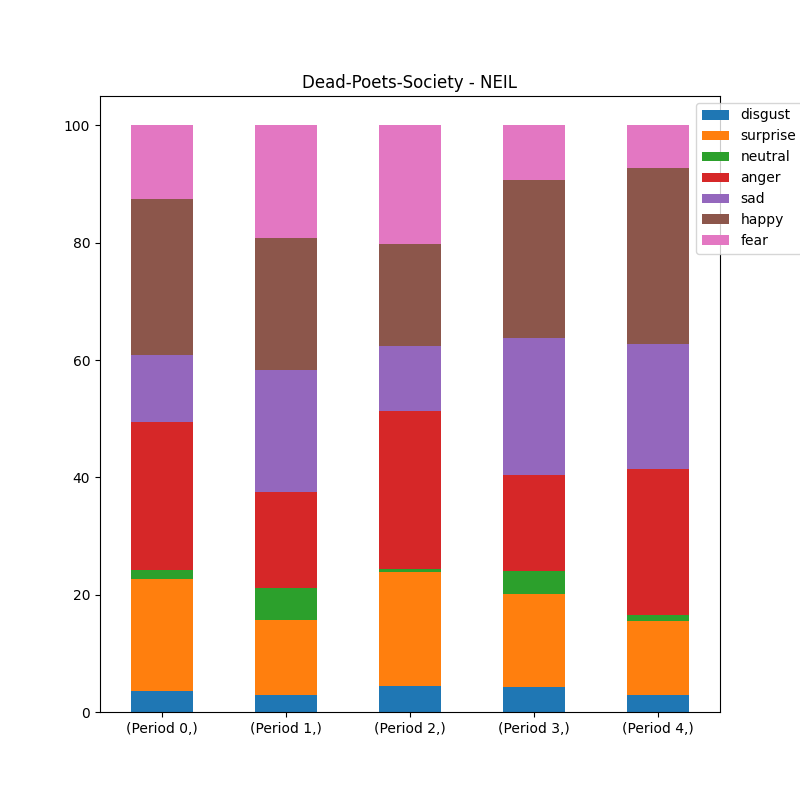 Dead-Poets-Society - NEIL
100
80
60
40
20
0
(Period 0,) (Period 1,) (Period 2,) (Period 3,) (Period 4,)
disgust
surprise
neutral
anger
sad
happy
fear